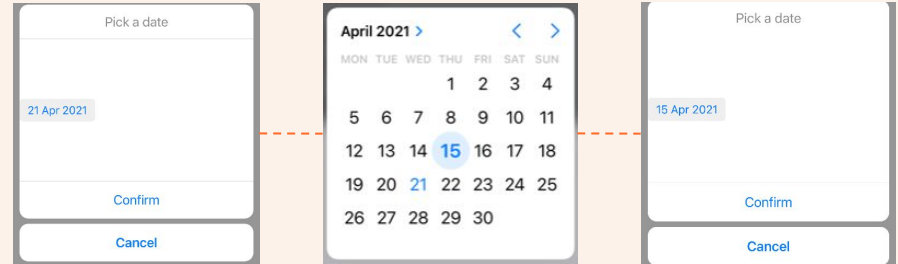 Pick a date
21 Apr 2021
Confirm
Cancel
April 2021
MON TUE WED THU FRI SAT SUN
1 2 3 4
5 6 7 8 9 10 11
12 13 14 15 16 17 18
19 20 21 22 23 24 25
26 27 28 29 30
Pick a date
15 Apr 2021
Confirm
Cancel